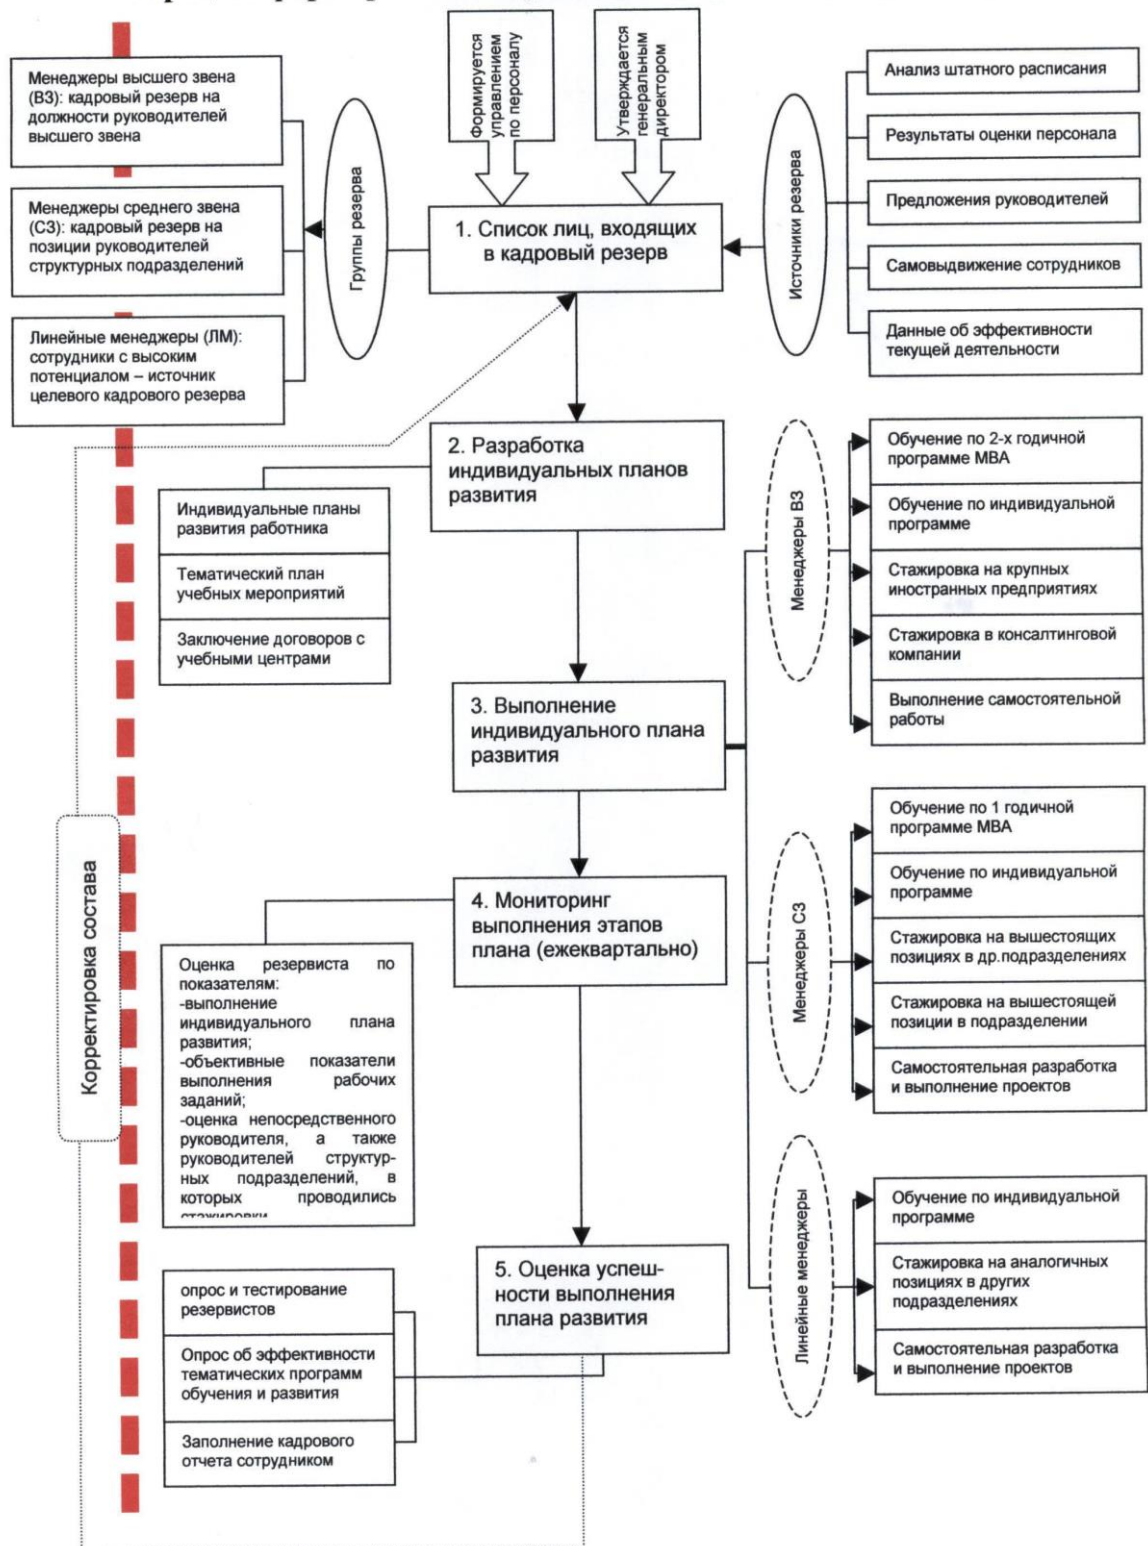 Формируется
управлением
по персоналу
Утверждается
генеральным
директором
Менеджеры высшего звена
(ВЗ): кадровый резерв на
должности руководителей
высшего звена
Менеджеры среднего звена
(СЗ): кадровый резерв на
позиции руководителей
структурных подразделений
Линейные менеджеры (ЛМ):
сотрудники с высоким
потенциалом – источник
целевого кадрового резерва
Группы резерва
1. Список лиц, входящих
в кадровый резерв
Источники резерва
Анализ штатного расписания
Результаты оценки персонала
Предложения руководителей
Самовыдвижение сотрудников
Данные об эффективности
текущей деятельности
2. Разработка
индивидуальных планов
развития
Индивидуальные планы
развития работника
Тематический план
учебных мероприятий
Заключение договоров с
учебными центрами
Менеджеры ВЗ
Обучение по 2-х годичной
программе МВА
Обучение по индивидуальной
программе
Стажировка на крупных
иностранных предприятиях
Стажировка в консалтинговой
компании
Выполнение самостоятельной
работы
3. Выполнение
индивидуального плана
развития
Менеджеры СЗ
Обучение по 1 годичной
программе МВА
Обучение по индивидуальной
программе
Стажировка на вышестоящих
позициях в др.подразделениях
Стажировка на вышестоящей
позиции в подразделении
Самостоятельная разработка
и выполнение проектов
Корректировка состава
4. Мониторинг
выполнения этапов
плана (ежеквартально)
Оценка резервиста по
показателям:
-выполнение
индивидуального плана
развития;
-объективные показатели
выполнения рабочих
заданий;
-оценка непосредственного
руководителя, а также
руководителей структур-
ных подразделений, в
которых проводились
стажировки
Линейные менеджеры
Обучение по индивидуальной
программе
Стажировка на аналогичных
позициях в других
подразделениях
Самостоятельная разработка
и выполнение проектов
5. Оценка успеш-
ности выполнения
плана развития
опрос и тестирование
резервистов
Опрос об эффективности
тематических программ
обучения и развития
Заполнение кадрового
отчета сотрудником